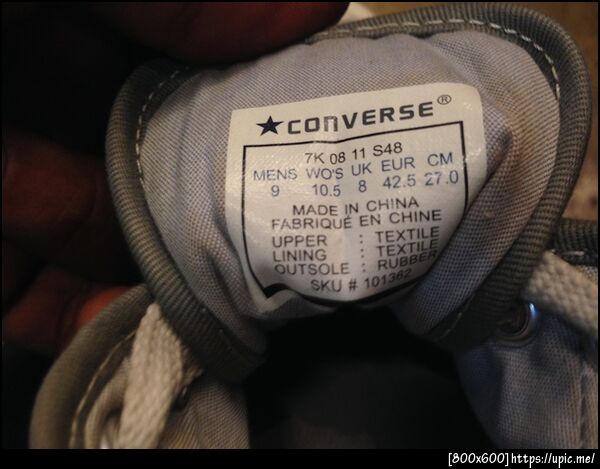 ★CONVERSE®
7K 08 11 S48
MENS WO'S UK EUR CM
9 10.5 8 42.5 27.0
MADE IN CHINA
FABRIQUÉ EN CHINE
UPPER : TEXTILE
LINING : TEXTILE
OUTSOLE : RUBBER
SKU # 101362
[800x600]https://upic.me/